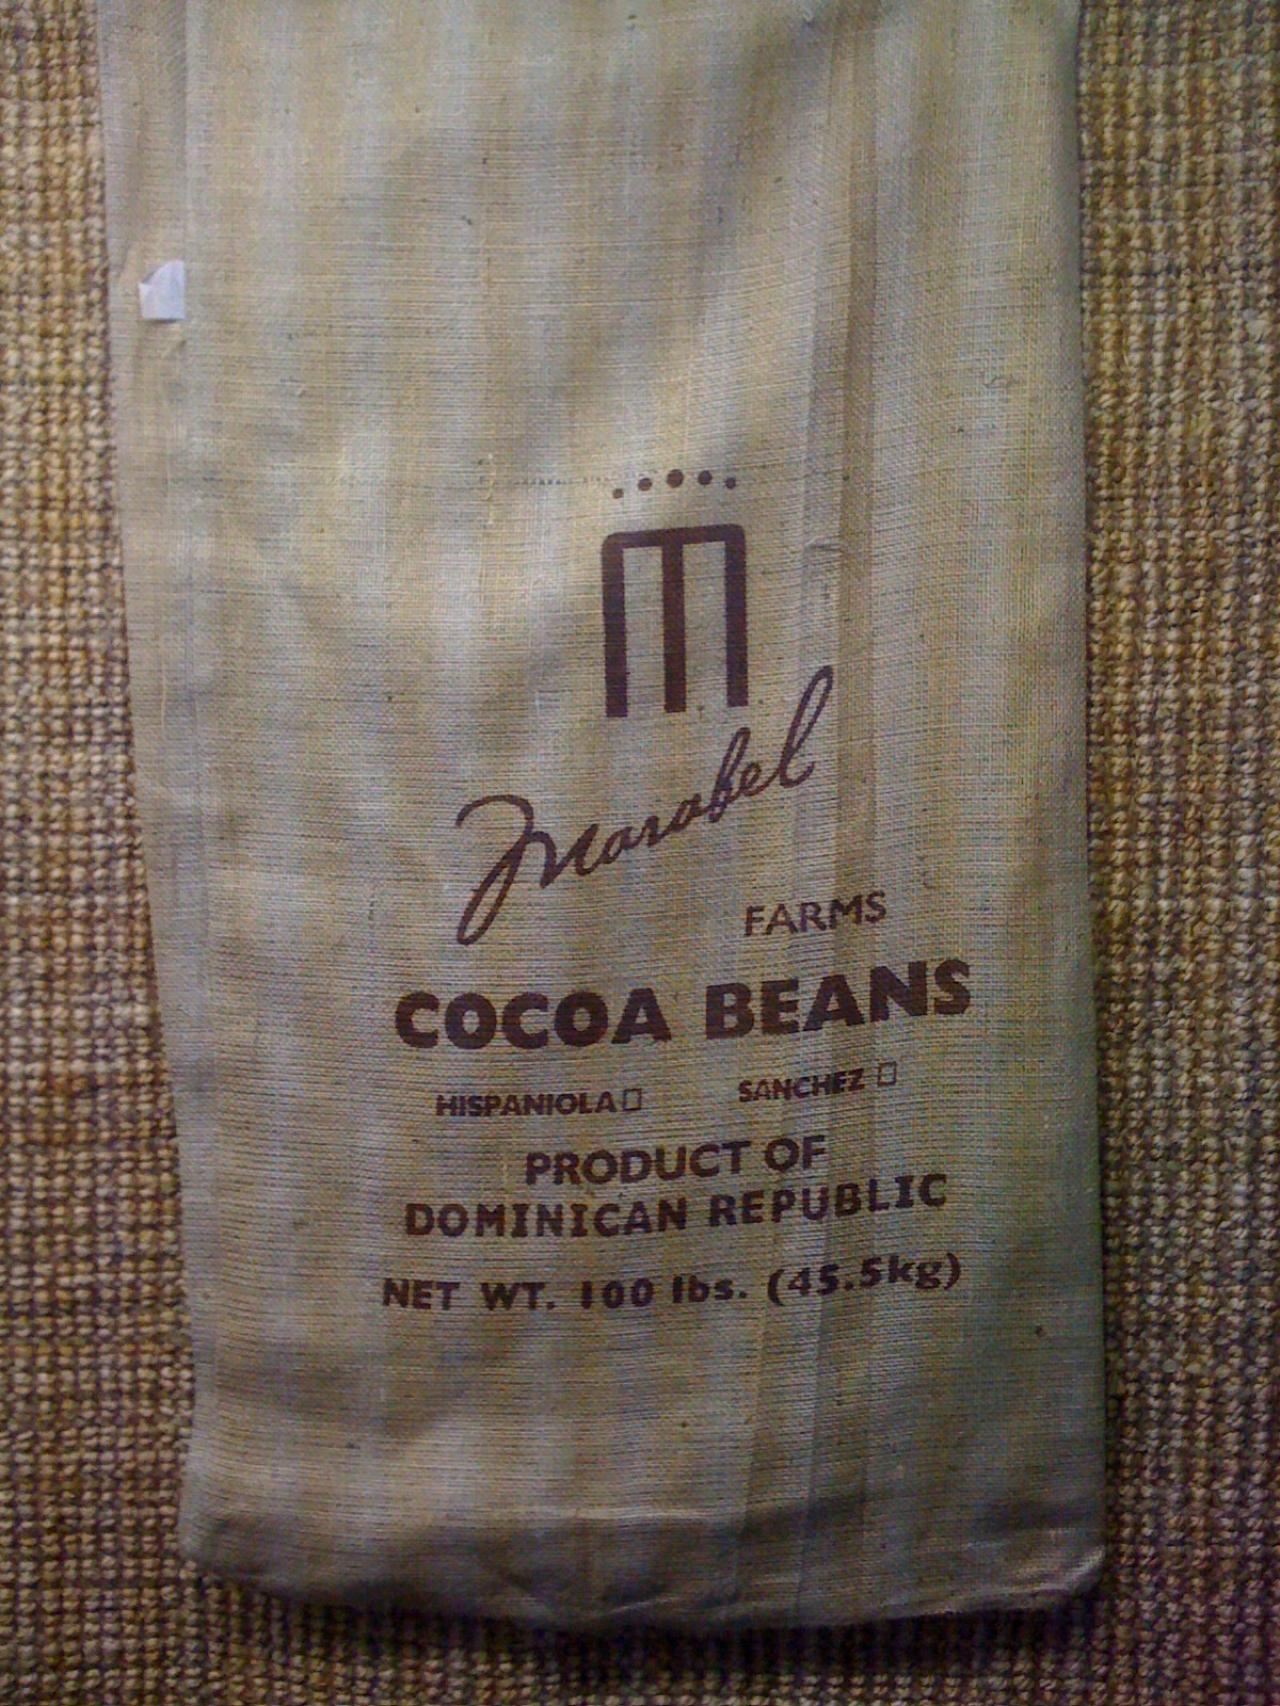 m
Marabel
FARMS
COCOA BEANS
HISPANIOLA☐ SANCHEZ ☐
PRODUCT OF
DOMINICAN REPUBLIC
NET WT. 100 lbs. (45.5kg)